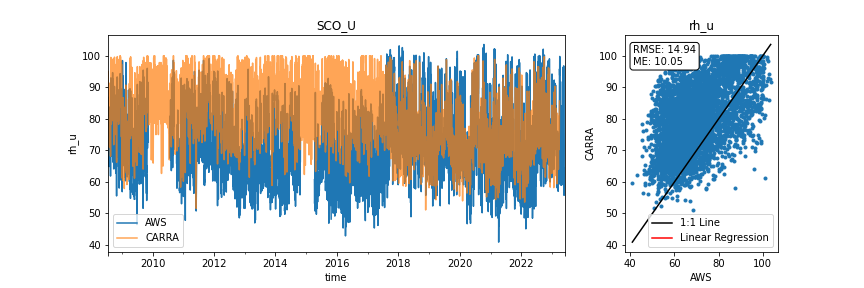 SCO_U
rh_u
100
90
80
70
60
50
40
rh_u
AWS
CARRA
2010
2012
2014
2016
2018
2020
2022
time
RMSE: 14.94
ME: 10.05
100
90
80
70
60
50
40
CARRA
1:1 Line
Linear Regression
40
60
80
100
AWS